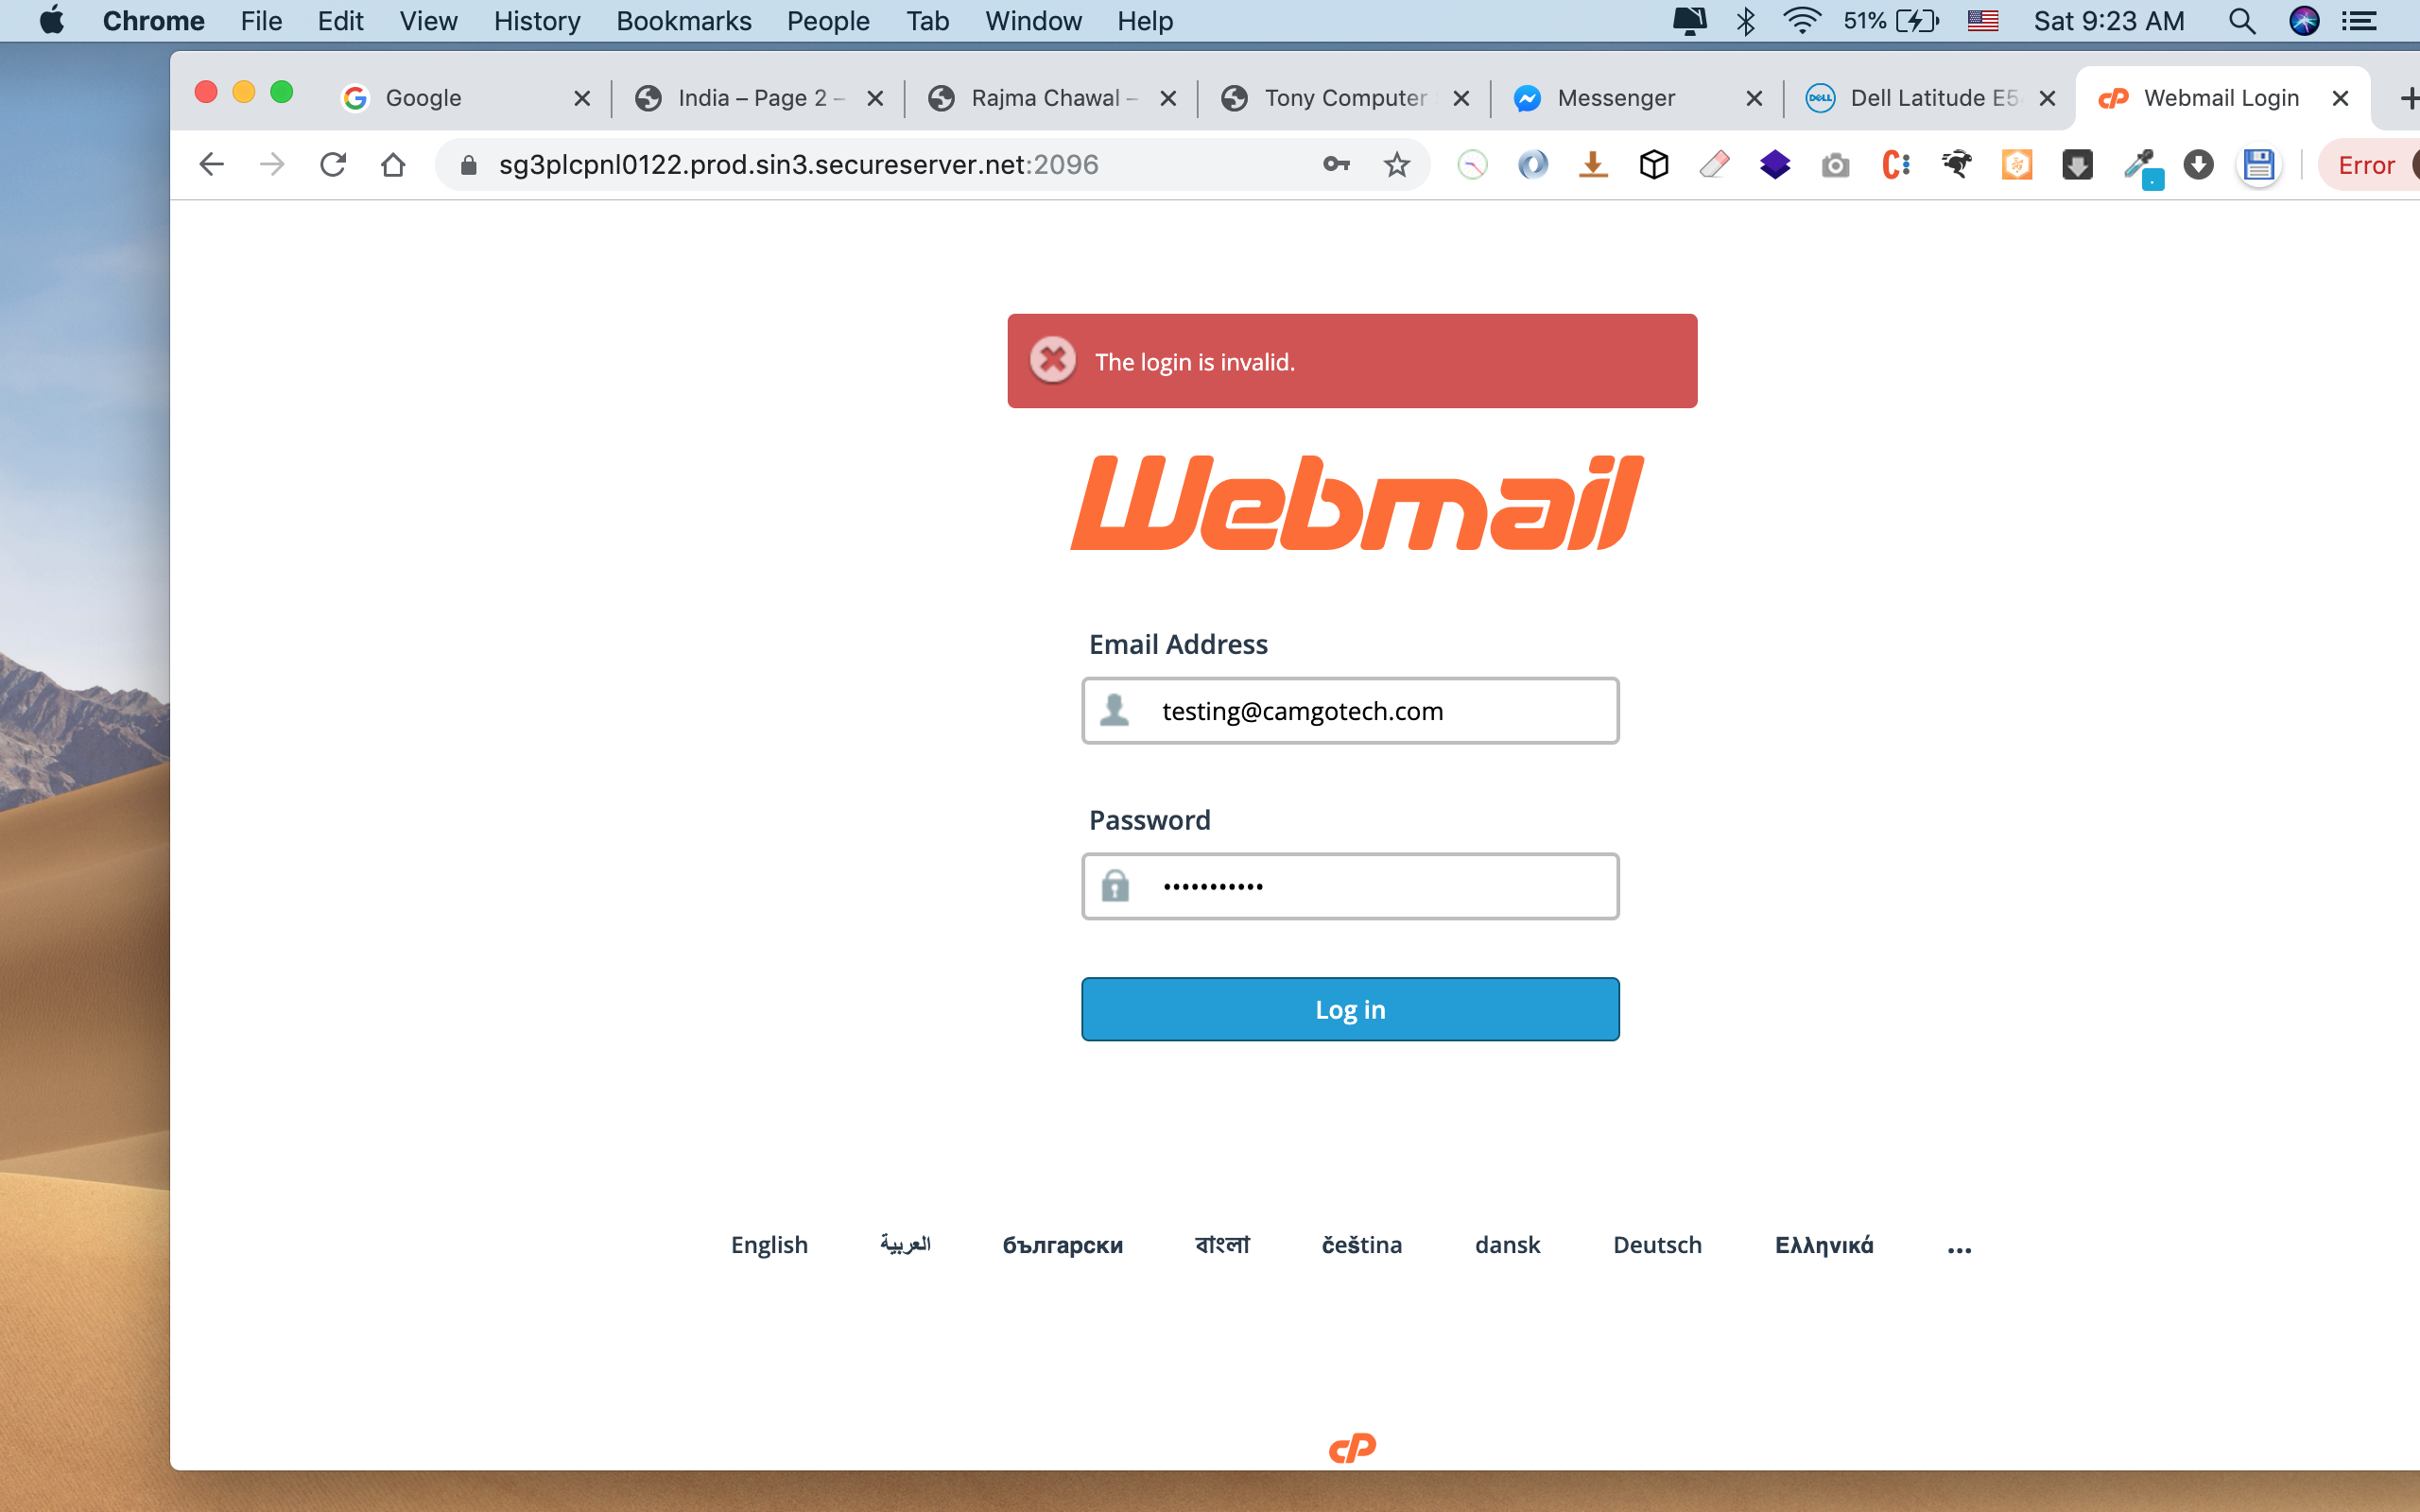 Chrome File Edit View History Bookmarks People Tab Window Help 51% Sat 9:23 AM
Google India – Page 2 – Rajma Chawal – Tony Computer Messenger Dell Latitude E5 Webmail Login
sg3plcpnl0122.prod.sin3.secureserver.net:2096 Error
The login is invalid.
Webmail
Email Address
testing@camgotech.com
Password
•••••••••••
Log in
English العربية български বাংলা čeština dansk Deutsch Ελληνικά ...
cP